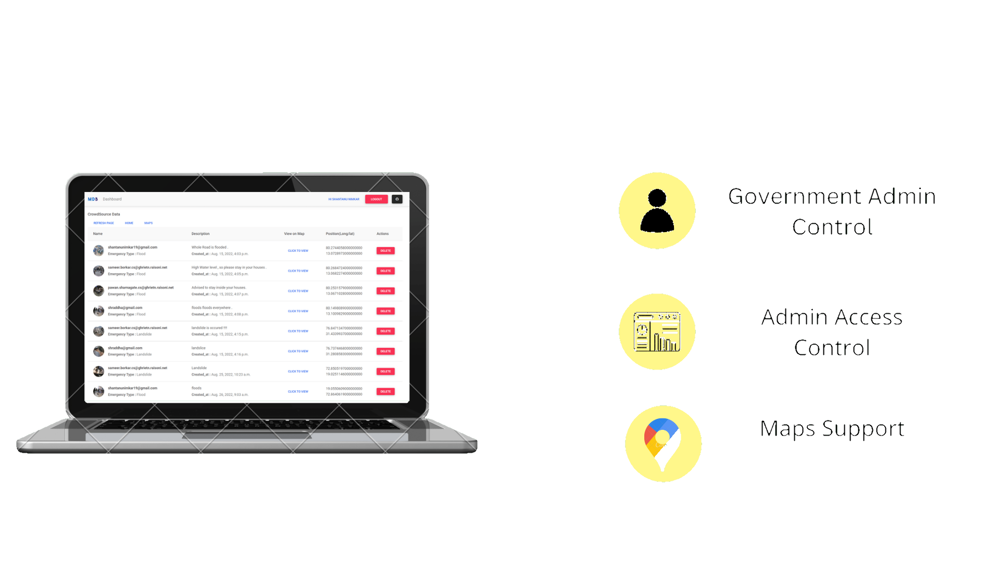 MDB Dashboard HI SHANTANU NIMKAR LOGOUT
CrowdSource Data
REFRESH PAGE HOME MAPS
Name Description View on Map Position(Long/lat) Actions
shantanunimkar19@gmail.com Whole Road is flooded . CLICK TO VIEW 80.2744058000000000 DELETE
Emergency Type : Flood Created_at : Aug. 15, 2022, 4:03 p.m. 13.0728973000000000
sameer.borkar.cs@ghrietn.raisoni.net High Water level , so please stay in your houses . CLICK TO VIEW 80.2684724000000000 DELETE
Emergency Type : Flood Created_at : Aug. 15, 2022, 4:05 p.m. 13.0682274000000000
pawan.shamagate.cs@ghrietn.raisoni.net Advised to stay inside your houses. CLICK TO VIEW 80.2531579000000000 DELETE
Emergency Type : Flood Created_at : Aug. 15, 2022, 4:07 p.m. 13.0671028000000000
shraddha@gmail.com floods floods everywhere . CLICK TO VIEW 80.1498089000000000 DELETE
Emergency Type : Flood Created_at : Aug. 15, 2022, 4:08 p.m. 13.1009829000000000
sameer.borkar.cs@ghrietn.raisoni.net landslide is occured !!!! CLICK TO VIEW 76.8471347000000000 DELETE
Emergency Type : Landslide Created_at : Aug. 15, 2022, 4:15 p.m. 31.4339937000000000
shraddha@gmail.com landslice CLICK TO VIEW 76.7374468000000000 DELETE
Emergency Type : Landslide Created_at : Aug. 15, 2022, 4:16 p.m. 31.2808583000000000
sameer.borkar.cs@ghrietn.raisoni.net Landslide CLICK TO VIEW 72.8505197000000000 DELETE
Emergency Type : Landslide Created_at : Aug. 25, 2022, 10:23 a.m. 19.0251146000000000
shantanunimkar19@gmail.com floods CLICK TO VIEW 19.0550609000000000 DELETE
Emergency Type : Flood Created_at : Aug. 26, 2022, 9:03 a.m. 72.8640619000000000
Government Admin
Control
Admin Access
Control
Maps Support